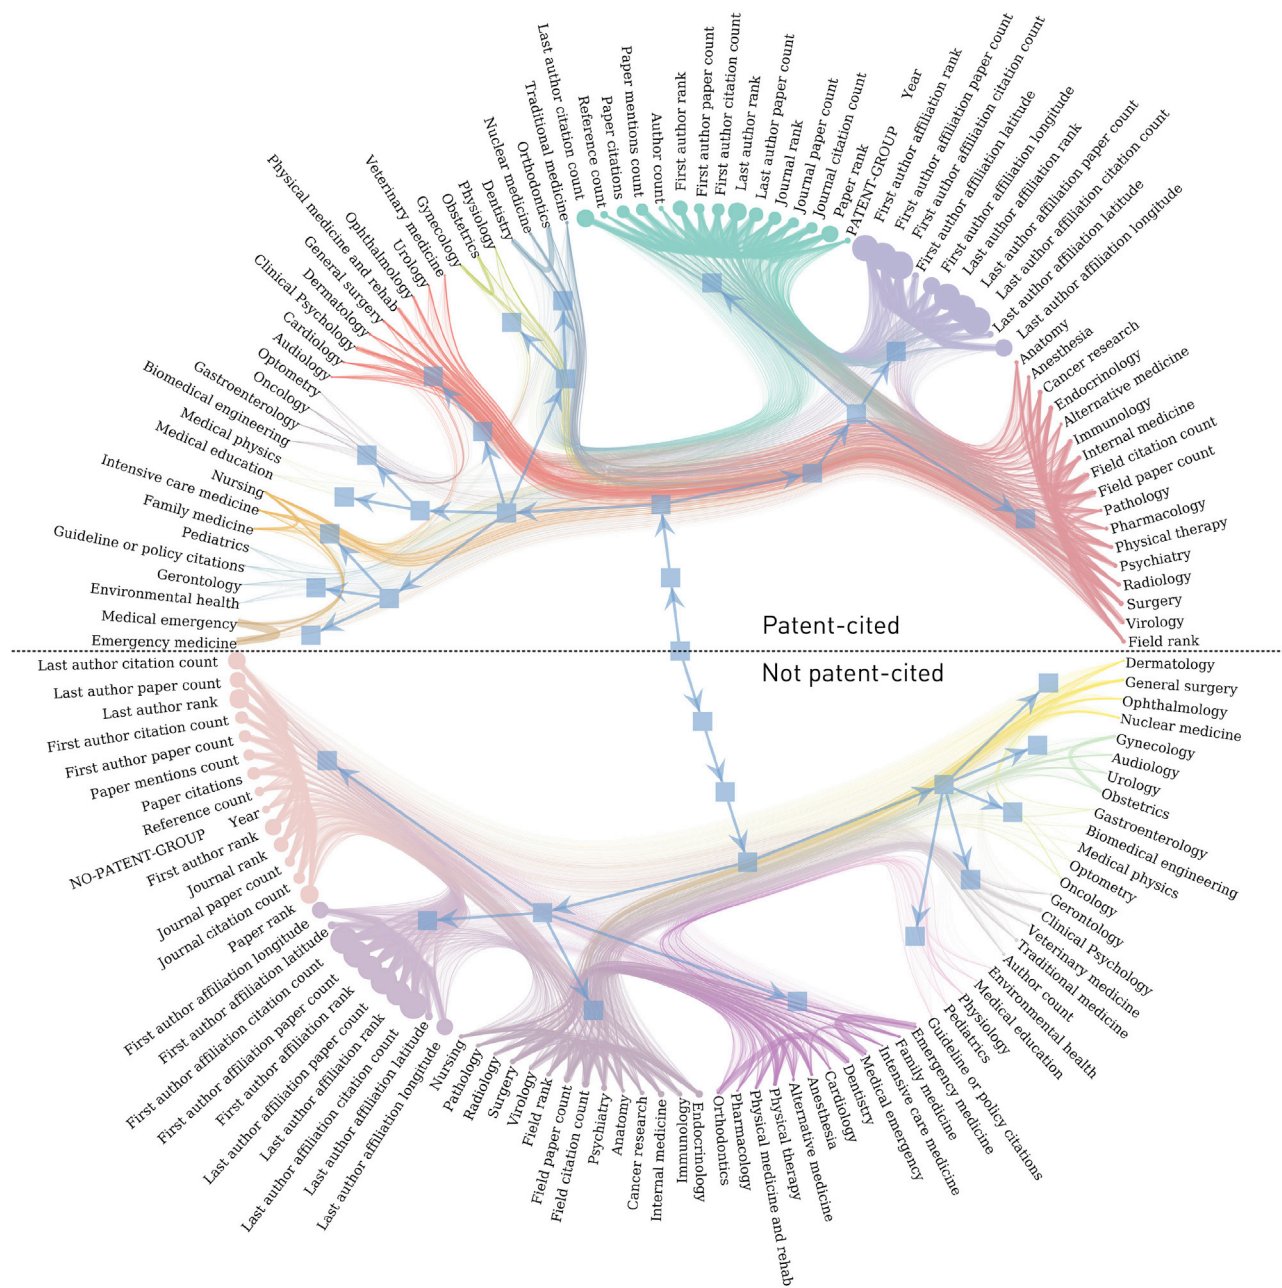 Emergency medicine
Medical emergency
Environmental health
Gerontology
Guideline or policy citations
Pediatrics
Family medicine
Intensive care medicine
Nursing
Medical education
Medical physics
Biomedical engineering
Gastroenterology
Oncology
Optometry
Audiology
Cardiology
Clinical Psychology
Dermatology
General surgery
Physical medicine and rehab
Ophthalmology
Urology
Veterinary medicine
Gynecology
Obstetrics
Physiology
Dentistry
Nuclear medicine
Orthodontics
Traditional medicine
Last author citation count
Reference count
Paper citations
Paper mentions count
Author count
First author rank
First author paper count
First author citation count
Last author rank
Last author paper count
Journal rank
Journal paper count
Journal citation count
Paper rank
PATENT-GROUP
Year
First author affiliation rank
First author affiliation paper count
First author affiliation citation count
First author affiliation latitude
First author affiliation longitude
Last author affiliation rank
Last author affiliation paper count
Last author affiliation citation count
Last author affiliation latitude
Last author affiliation longitude
Anatomy
Anesthesia
Cancer research
Endocrinology
Alternative medicine
Immunology
Internal medicine
Field citation count
Field paper count
Pathology
Pharmacology
Physical therapy
Psychiatry
Radiology
Surgery
Virology
Field rank
Patent-cited
Not patent-cited
Dermatology
General surgery
Ophthalmology
Nuclear medicine
Gynecology
Audiology
Urology
Obstetrics
Gastroenterology
Biomedical engineering
Medical physics
Optometry
Oncology
Gerontology
Clinical Psychology
Veterinary medicine
Traditional medicine
Author count
Environmental health
Medical education
Physiology
Pediatrics
Guideline or policy citations
Emergency medicine
Family medicine
Intensive care medicine
Medical emergency
Dentistry
Cardiology
Anesthesia
Alternative medicine
Physical therapy
Physical medicine and rehab
Pharmacology
Orthodontics
Endocrinology
Immunology
Internal medicine
Cancer research
Anatomy
Psychiatry
Field citation count
Field paper count
Field rank
Virology
Surgery
Radiology
Pathology
Nursing
Last author affiliation longitude
Last author affiliation latitude
Last author affiliation citation count
Last author citation count
Last author affiliation rank
Last author affiliation paper count
First author affiliation rank
First author affiliation paper count
First author affiliation citation count
First author affiliation latitude
First author affiliation longitude
Paper rank
Journal citation count
Journal paper count
Journal rank
First author rank
NO-PATENT-GROUP
Year
Reference count
Paper citations
Paper mentions count
First author paper count
First author citation count
Last author rank
Last author paper count
Last author citation count